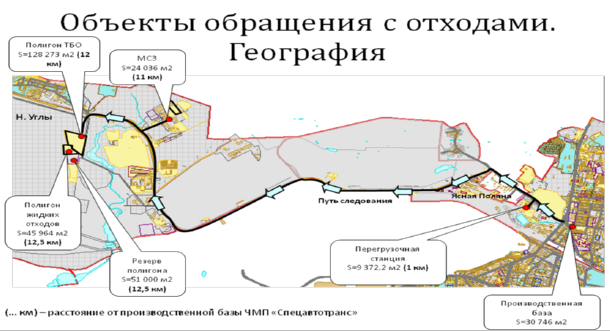 Объекты обращения с отходами.
География
Полигон ТБО
S=128 273 м2 (12
км)
МСЗ
S=24 036 м2
(11 км)
Н. Углы
Полигон
жидких
отходов
S=45 964 м2
(12,5 км)
Резерв
полигона
S=51 000 м2
(12,5 км)
Путь следования
Ясная Поляна
Перегрузочная
станция
S=9 372,2 м2 (1 км)
Производственная
база
S=30 746 м2
(... км) – расстояние от производственной базы ЧМП «Спецавтотранс»